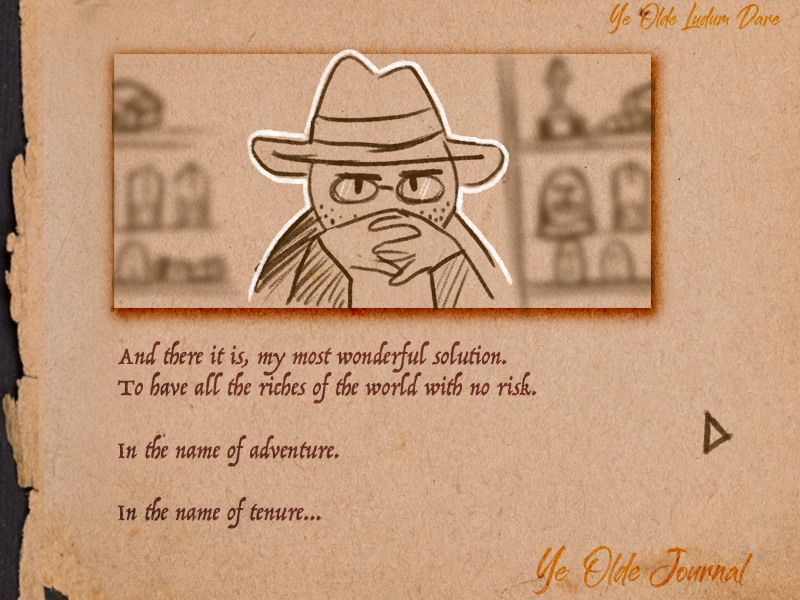 Ye Olde Ludum Dare
And there it is, my most wonderful solution.
To have all the riches of the world with no risk.
In the name of adventure.
In the name of tenure...
Ye Olde Journal